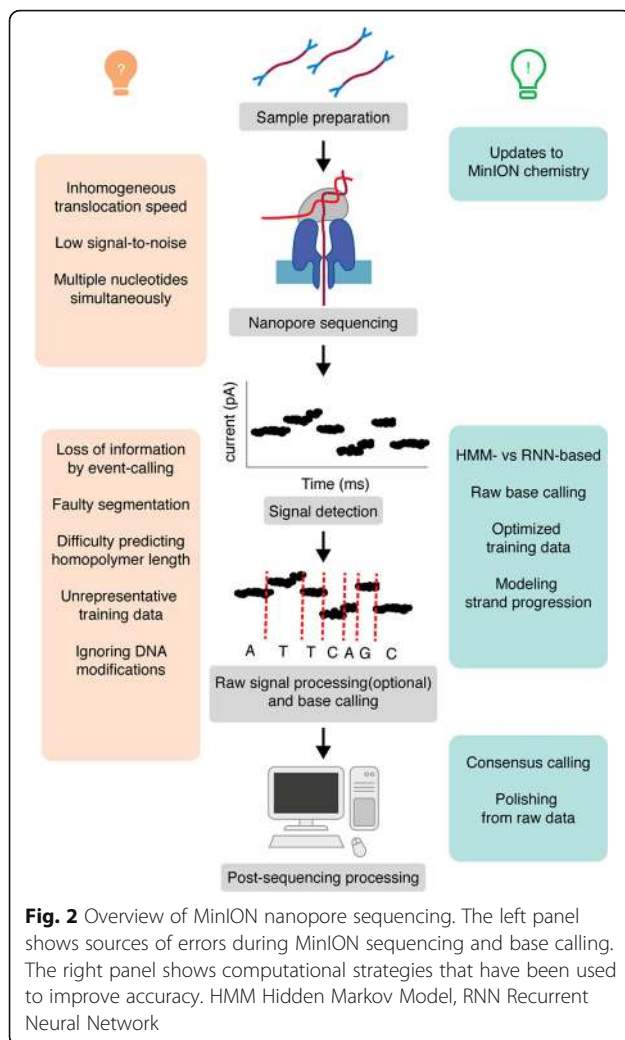 ?
!
Sample preparation
Updates to
MinION chemistry
Inhomogeneous
translocation speed
Low signal-to-noise
Multiple nucleotides
simultaneously
Nanopore sequencing
current (pA)
Time (ms)
Signal detection
Loss of information
by event-calling
Faulty segmentation
Difficulty predicting
homopolymer length
Unrepresentative
training data
Ignoring DNA
modifications
HMM- vs RNN-based
Raw base calling
Optimized
training data
Modeling
strand progression
A T T C A G C
Raw signal processing(optional)
and base calling
Consensus calling
Polishing
from raw data
Post-sequencing processing
Fig. 2 Overview of MinION nanopore sequencing. The left panel
shows sources of errors during MinION sequencing and base calling.
The right panel shows computational strategies that have been used
to improve accuracy. HMM Hidden Markov Model, RNN Recurrent
Neural Network